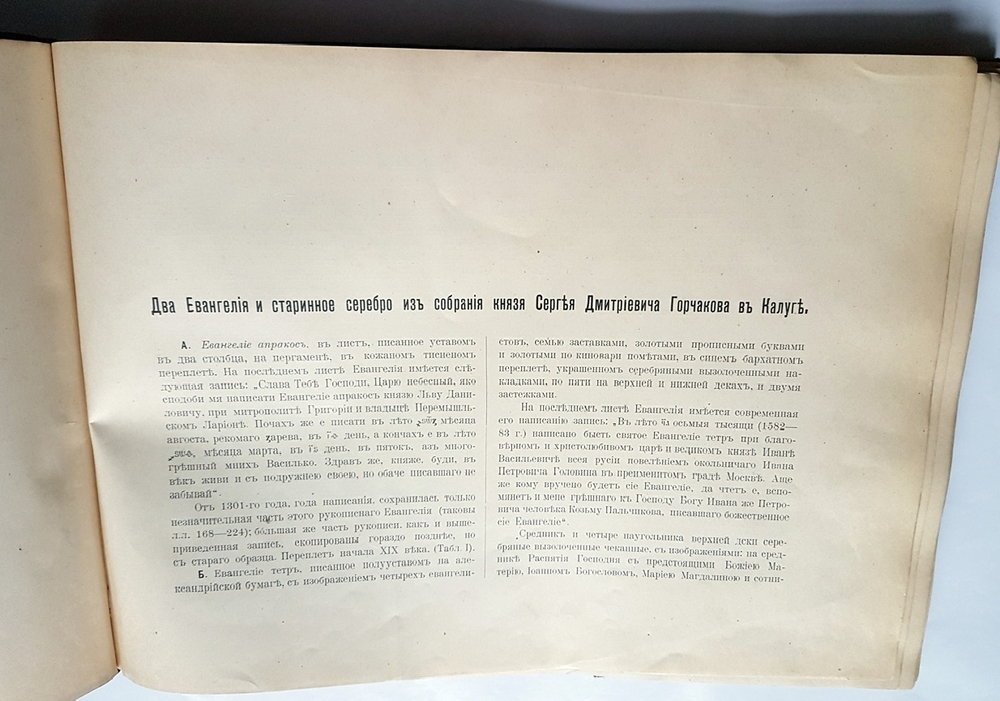 Два Евангелія и старинное серебро изъ собранія князя Сергѣя Дмитріевича Горчакова въ Калугѣ.
А. Евангеліе апракосъ, въ листъ, писанное уставомъ
въ два столбца, на пергаментѣ, въ кожаномъ тисненомъ
переплетѣ. На послѣднемъ листѣ Евангелія имѣется слѣ-
дующая запись: „Слава Тебѣ Господи, Царю небесный, яко
сподоби мя написати Евангеліе апракосъ князю Льву Дани-
ловичу, при митрополитѣ Григоріи и владыцѣ Перемышль-
скомъ Ларіонѣ. Почахъ же е писати въ лѣто мѣсяца
августа, рекомаго зарева, въ день, а кончахъ е въ лѣто
мѣсяца марта, въ день, въ пятокъ, азъ много-
грѣшный мнихъ Василько. Здравъ же, княже, буди, въ
вѣкъ живи и съ подружнею своею, но обаче писавшаго не
забывай“.
Отъ 1301-го года, года написанія, сохранилась только
незначительная часть этого рукописнаго Евангелія (таковы
л.л. 168—224); большая же часть рукописи, какъ и выше-
приведенная запись, скопированы гораздо позднѣе, но
съ стараго образца. Переплетъ начала XIX вѣка. (Табл. I).
Б. Евангеліе тетръ, писанное полууставомъ на але-
ксандрійской бумагѣ, съ изображеніемъ четырехъ евангели-
стовъ, семью заставками, золотыми прописными буквами
и золотыми по киновари помѣтами, въ синемъ бархатномъ
переплетѣ, украшенномъ серебряными вызолоченными на-
кладками, по пяти на верхней и нижней декахъ, и двумя
застежками.
На послѣднемъ листѣ Евангелія имѣется современная
его написанію запись: „Въ лѣто осьмыя тысящи (1582—
83 г.) написано бысть святое Евангеліе тетръ при благо-
вѣрномъ и христолюбивомъ царѣ и великомъ князѣ Иванѣ
Васильевичѣ всея русіи повелѣніемъ окольничаго Ивана
Петровича Головина въ преименитомъ градѣ Москвѣ. Аще
же кому вручено будетъ сіе Евангеліе, да чтетъ е, вспо-
мянетъ и мене грѣшнаго къ Господу Богу Ивана же Петро-
вича человѣка Козьму Пальчикова, писавшаго божественное
сіе Евангеліе“.
Средникъ и четыре наугольника верхней дски сере-
бряные вызолоченные чеканные, съ изображеніями: на сред-
никѣ Распятія Господня съ предстоящими Божіею Ма-
терію, Іоанномъ Богословомъ, Маріею Магдалиною и сотни-